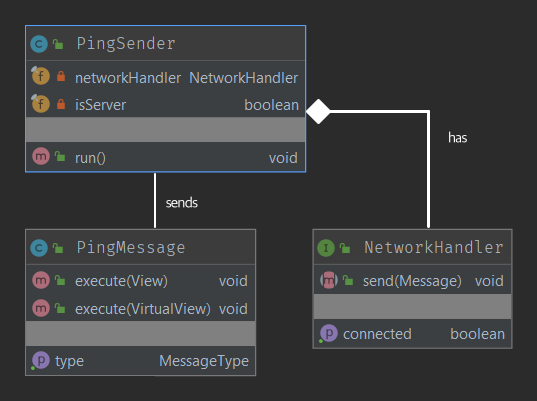 C PingSender
f networkHandler NetworkHandler
f isServer boolean
m run() void
has
sends
C PingMessage
m execute(View) void
m execute(VirtualView) void
p type MessageType
I NetworkHandler
m send(Message) void
p connected boolean